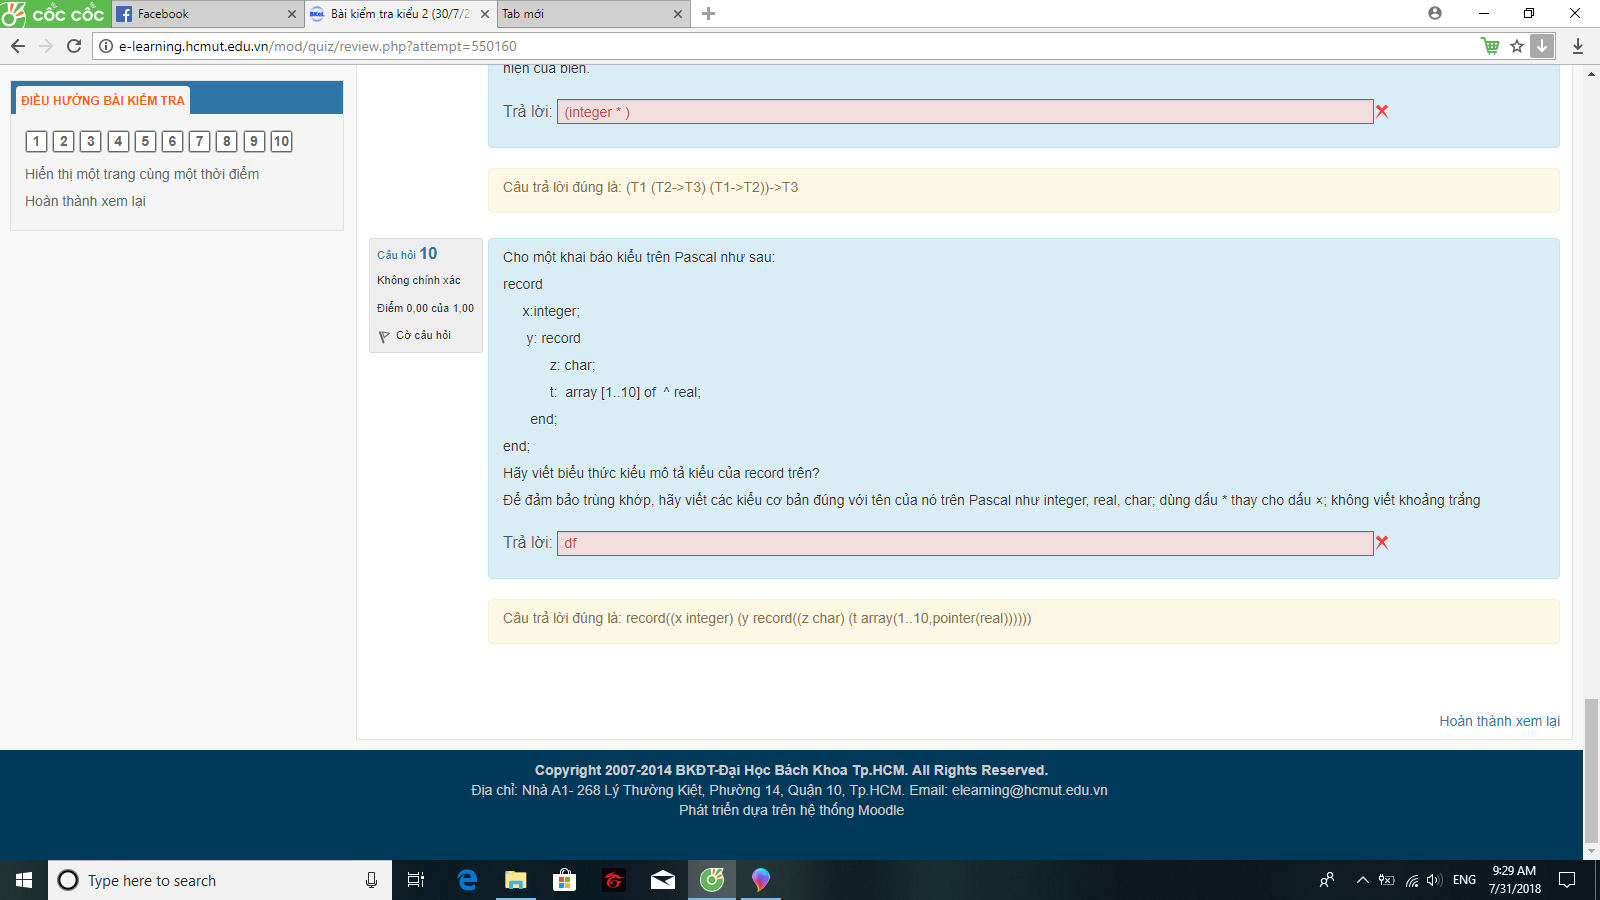 cốc cốc
Facebook
Bài kiểm tra kiểu 2 (30/7/2
Tab mới
e-learning.hcmut.edu.vn/mod/quiz/review.php?attempt=550160
ĐIỀU HƯỚNG BÀI KIỂM TRA
1 2 3 4 5 6 7 8 9 10
Hiển thị một trang cùng một thời điểm
Hoàn thành xem lại
hiện của biến.
Trả lời: (integer * )
Câu trả lời đúng là: (T1 (T2->T3) (T1->T2))->T3
Câu hỏi 10
Không chính xác
Điểm 0,00 của 1,00
Cờ câu hỏi
Cho một khai báo kiểu trên Pascal như sau:
record
x:integer;
y: record
z: char;
t: array [1..10] of ^ real;
end;
end;
Hãy viết biểu thức kiểu mô tả kiểu của record trên?
Để đảm bảo trùng khớp, hãy viết các kiểu cơ bản đúng với tên của nó trên Pascal như integer, real, char; dùng dấu * thay cho dấu ×; không viết khoảng trắng
Trả lời: df
Câu trả lời đúng là: record((x integer) (y record((z char) (t array(1..10,pointer(real))))))
Hoàn thành xem lại
Copyright 2007-2014 BKĐT-Đại Học Bách Khoa Tp.HCM. All Rights Reserved.
Địa chỉ: Nhà A1- 268 Lý Thường Kiệt, Phường 14, Quận 10, Tp.HCM. Email: elearning@hcmut.edu.vn
Phát triển dựa trên hệ thống Moodle
Type here to search
ENG
9:29 AM
7/31/2018